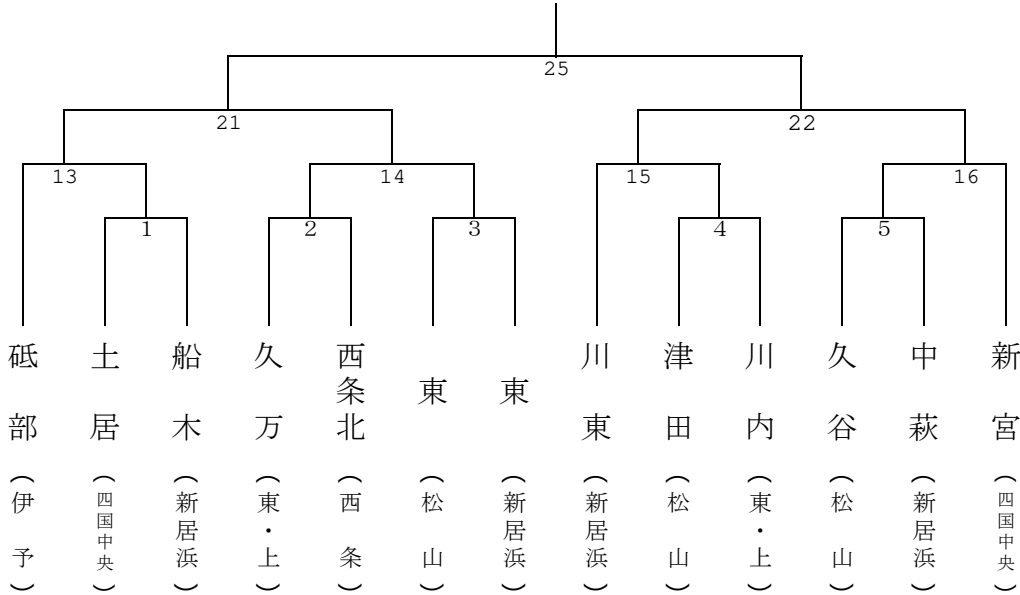 25
21
22
13
14
15
16
1
2
3
4
5
砥部
土居
船木
久万
西条北
東
東
川東
津田
川内
久谷
中萩
新宮
(伊予)
(四国中央)
(新居浜)
(東・上)
(西条)
(松山)
(新居浜)
(新居浜)
(松山)
(東・上)
(松山)
(新居浜)
(四国中央)